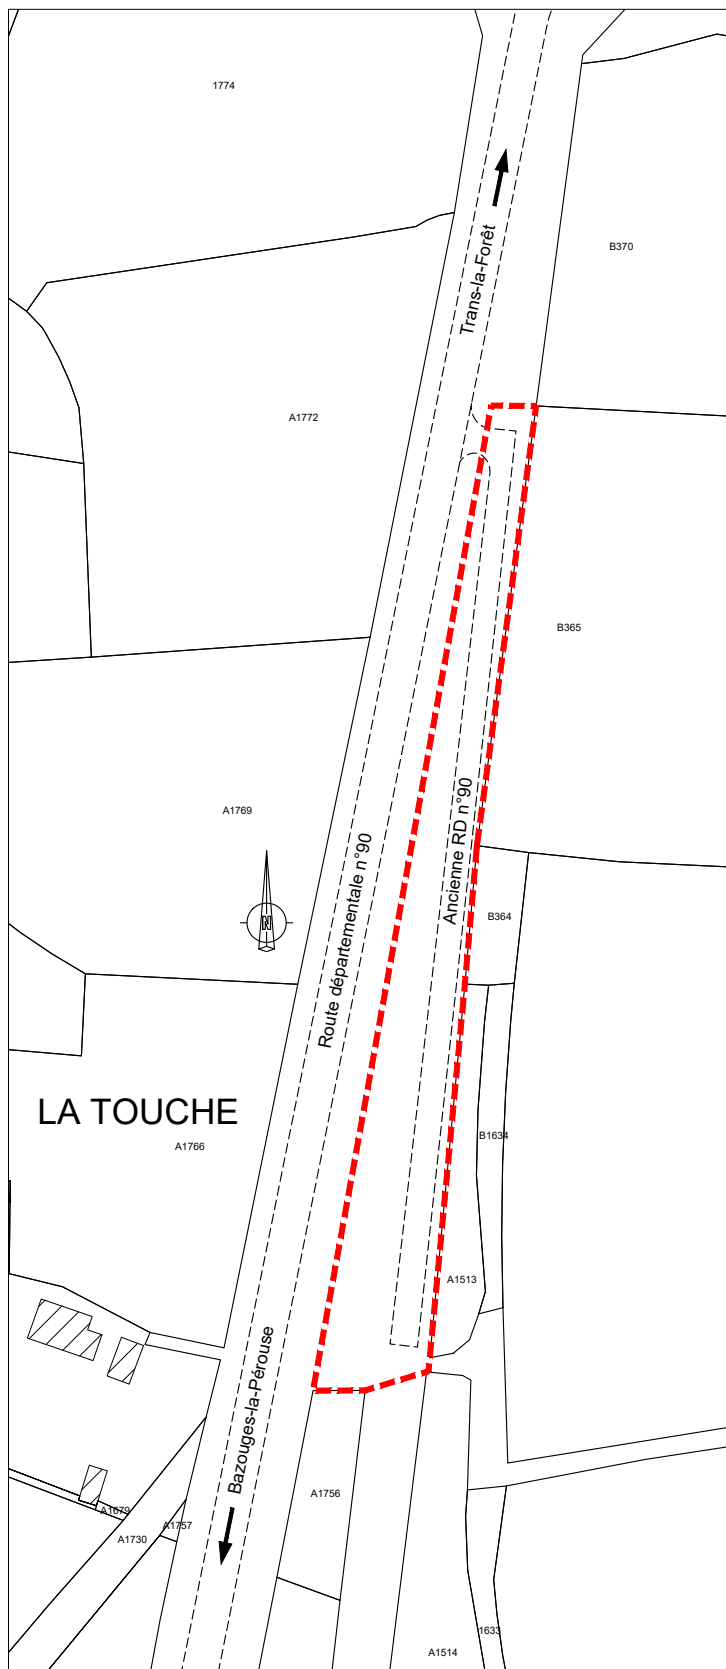 1774
B370
Trans-la-Forêt
A1772
B365
Ancienne RD n°90
A1769
Route départementale n°90
B364
N
LA TOUCHE
B1634
A1766
A1513
Bazouges-la-Pérouse
A1756
A1679
A1757
A1730
1633
A1514